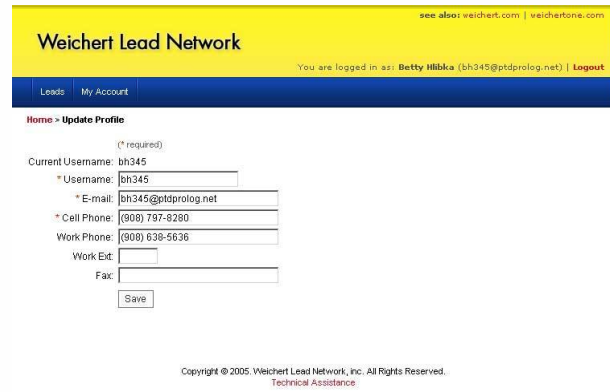 see also: weichert.com | weichertone.com
Weichert Lead Network
You are logged in as: Betty Hlibka (bh345@ptdprolog.net) | Logout
Leads My Account
Home > Update Profile
(* required)
Current Username: bh345
* Username: bh345
* E-mail: bh345@ptdprolog.net
* Cell Phone: (908) 797-8280
Work Phone: (908) 638-5636
Work Ext:
Fax:
Save
Copyright © 2005. Weichert Lead Network, inc. All Rights Reserved.
Technical Assistance